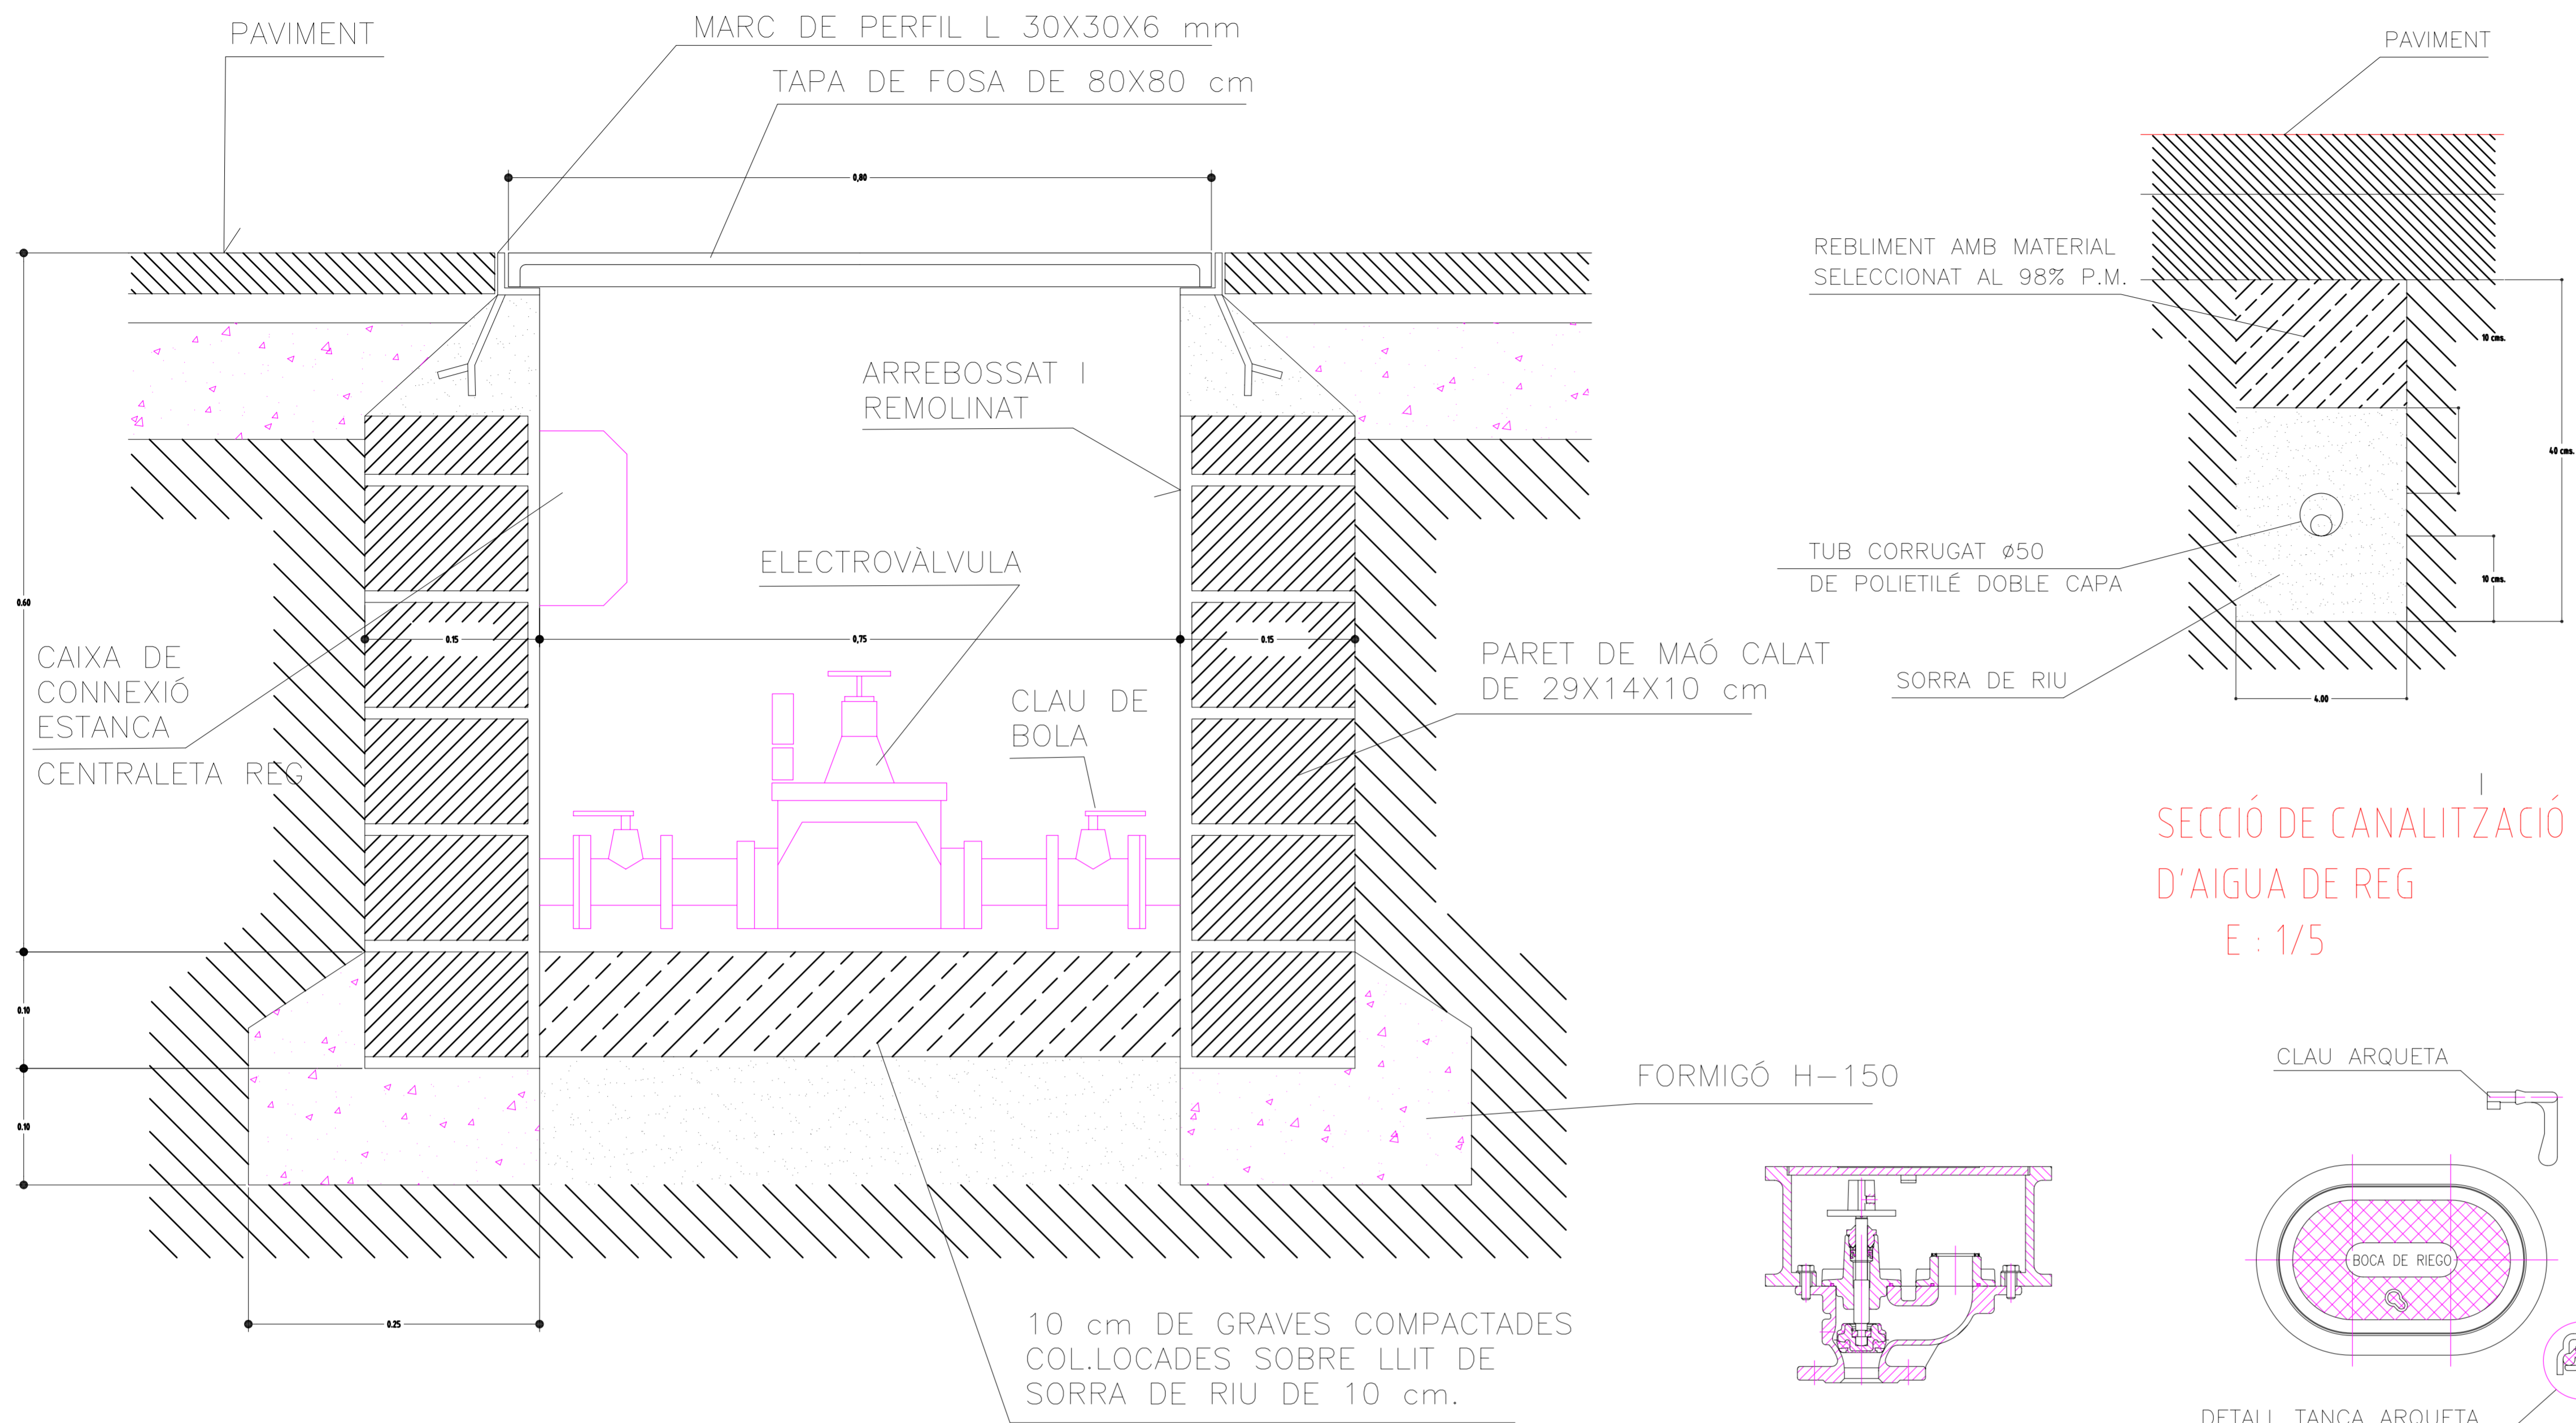 PAVIMENT
MARC DE PERFIL L 30X30X6 mm
TAPA DE FOSA DE 80X80 cm
0,80
ARREBOSSAT I
REMOLINAT
ELECTROVÀLVULA
0.60
0.15
0,75
0.15
CAIXA DE
CONNEXIÓ
ESTANCA
CENTRALETA REG
CLAU DE
BOLA
PARET DE MAÓ CALAT
DE 29X14X10 cm
0.10
0.10
FORMIGÓ H-150
0.25
10 cm DE GRAVES COMPACTADES
COL.LOCADES SOBRE LLIT DE
SORRA DE RIU DE 10 cm.
PAVIMENT
REBLIMENT AMB MATERIAL
SELECCIONAT AL 98% P.M.
10 cms.
40 cms.
TUB CORRUGAT ø50
DE POLIETILÉ DOBLE CAPA
10 cms.
SORRA DE RIU
4.00
SECCIÓ DE CANALITZACIÓ
D'AIGUA DE REG
E : 1/5
CLAU ARQUETA
BOCA DE RIEGO
DETALL TANCA ARQUETA